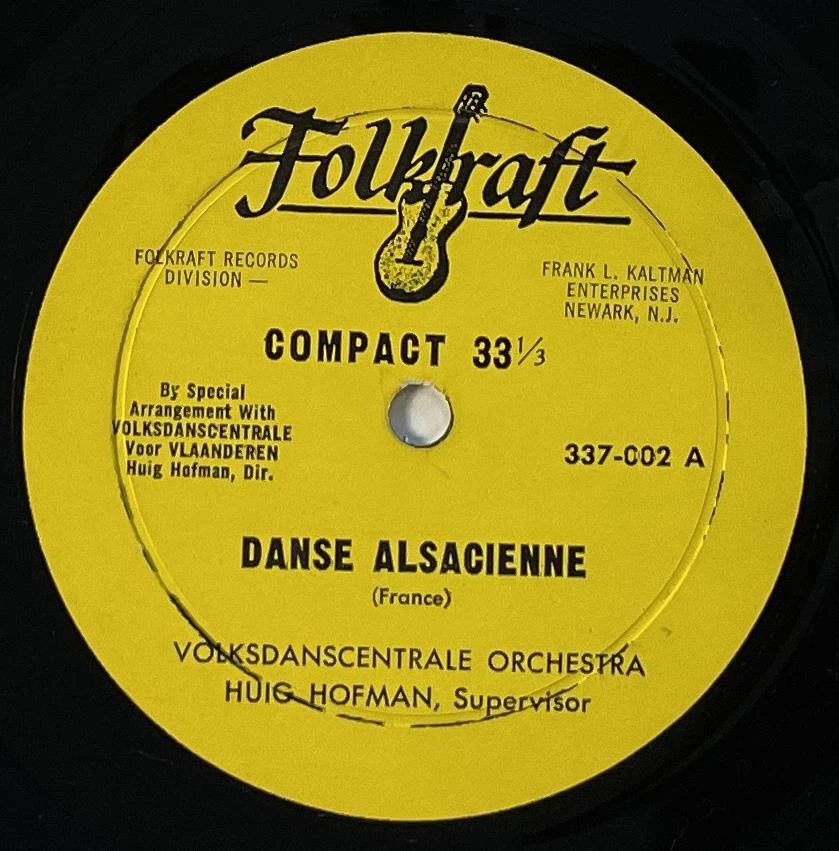 Folkraft
FOLKRAFT RECORDS
DIVISION —
FRANK L. KALTMAN
ENTERPRISES
NEWARK, N.J.
COMPACT 33⅓
By Special
Arrangement With
VOLKSDANSCENTRALE
Voor VLAANDEREN
Huig Hofman, Dir.
337-002 A
DANSE ALSACIENNE
(France)
VOLKSDANSCENTRALE ORCHESTRA
HUIG HOFMAN, Supervisor